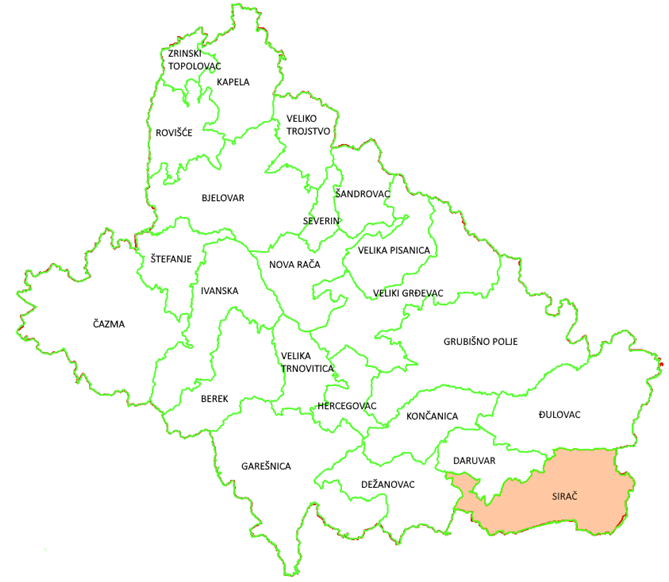 ZRINSKI
TOPOLOVAC
KAPELA
VELIKO
TROJSTVO
ROVIŠĆE
BJELOVAR
ŠANDROVAC
SEVERIN
ŠTEFANJE
NOVA RAČA
VELIKA PISANICA
IVANSKA
VELIKI GRĐEVAC
ČAZMA
GRUBIŠNO POLJE
VELIKA
TRNOVITICA
BEREK
HERCEGOVAC
KONČANICA
ĐULOVAC
GAREŠNICA
DARUVAR
DEŽANOVAC
SIRAČ